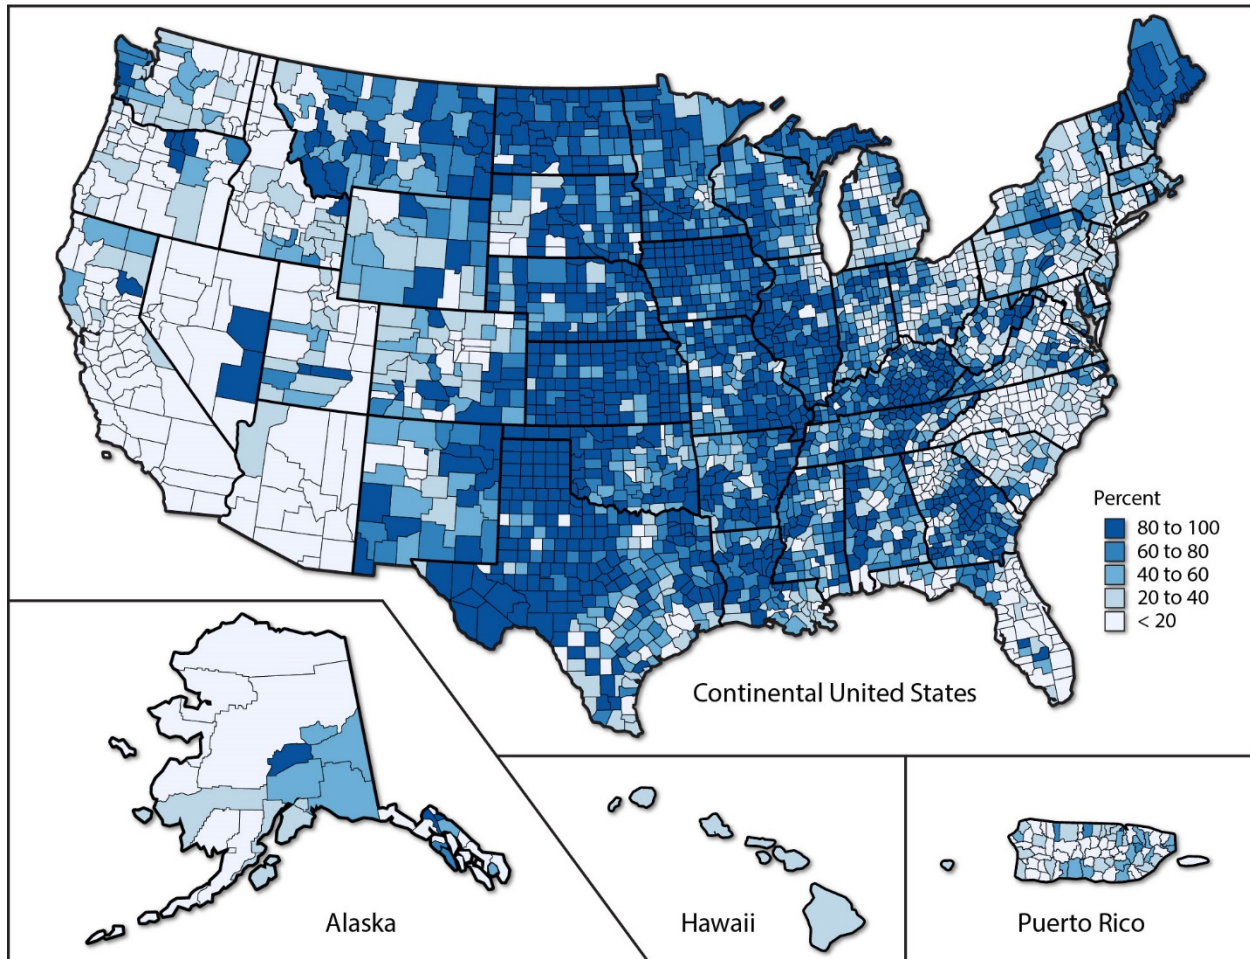 Percent
80 to 100
60 to 80
40 to 60
20 to 40
< 20
Continental United States
Alaska
Hawaii
Puerto Rico